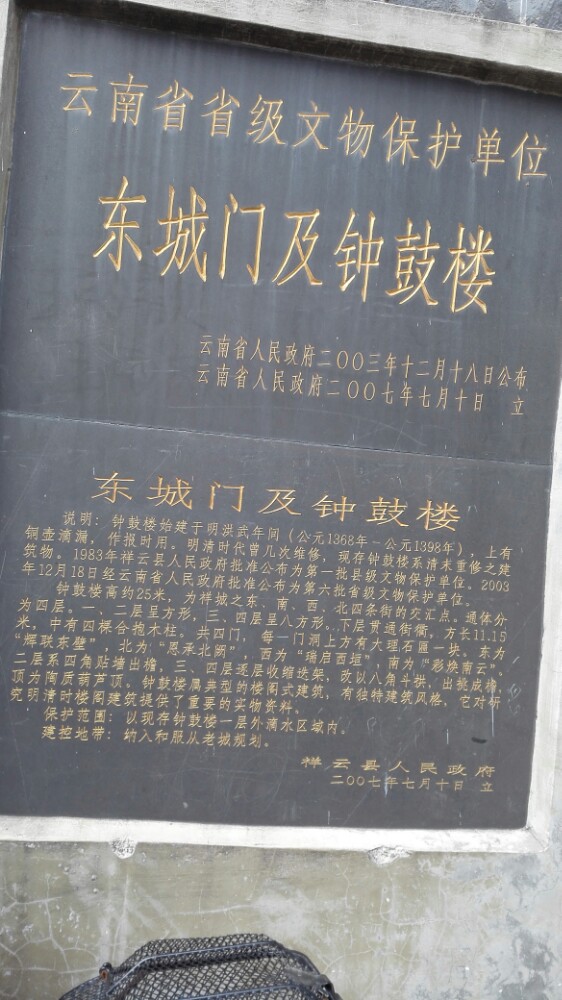 云南省省级文物保护单位
东城门及钟鼓楼
云南省人民政府二〇〇三年十二月十八日公布
云南省人民政府二〇〇七年七月十日 立
东城门及钟鼓楼
说明：钟鼓楼始建于明洪武年间（公元1368年－公元1398年），上有
铜壶滴漏，作报时用。明清时代曾几次维修，现存钟鼓楼系清末重修之建
筑物。1983年祥云县人民政府批准公布为第一批县级文物保护单位。2003
年12月18日经云南省人民政府批准公布为第六批省级文物保护单位。
钟鼓楼高约25米，为祥城之东、南、西、北四条街的交汇点。通体分
为四层。一、二层呈方形，三、四层呈八方形。下层贯通街衢，方长11.15
米，中有四棵合抱木柱。共四门，每一门洞上方有大理石匾一块。东为
“辉联东壁”，北为“恩承北阙”，西为“瑞启西垣”，南为“彩焕南云”。
二层系四角贴墙出檐，三、四层逐层收缩迭架，改以八角斗拱，出挑成檐，
顶为陶质葫芦顶。钟鼓楼属典型的楼阁式建筑，有独特建筑风格，它对研
究明清时楼阁建筑提供了重要的实物资料。
保护范围：以现存钟鼓楼一层外滴水区域内。
建控地带：纳入和服从老城规划。
祥云县人民政府
二〇〇七年七月十日 立